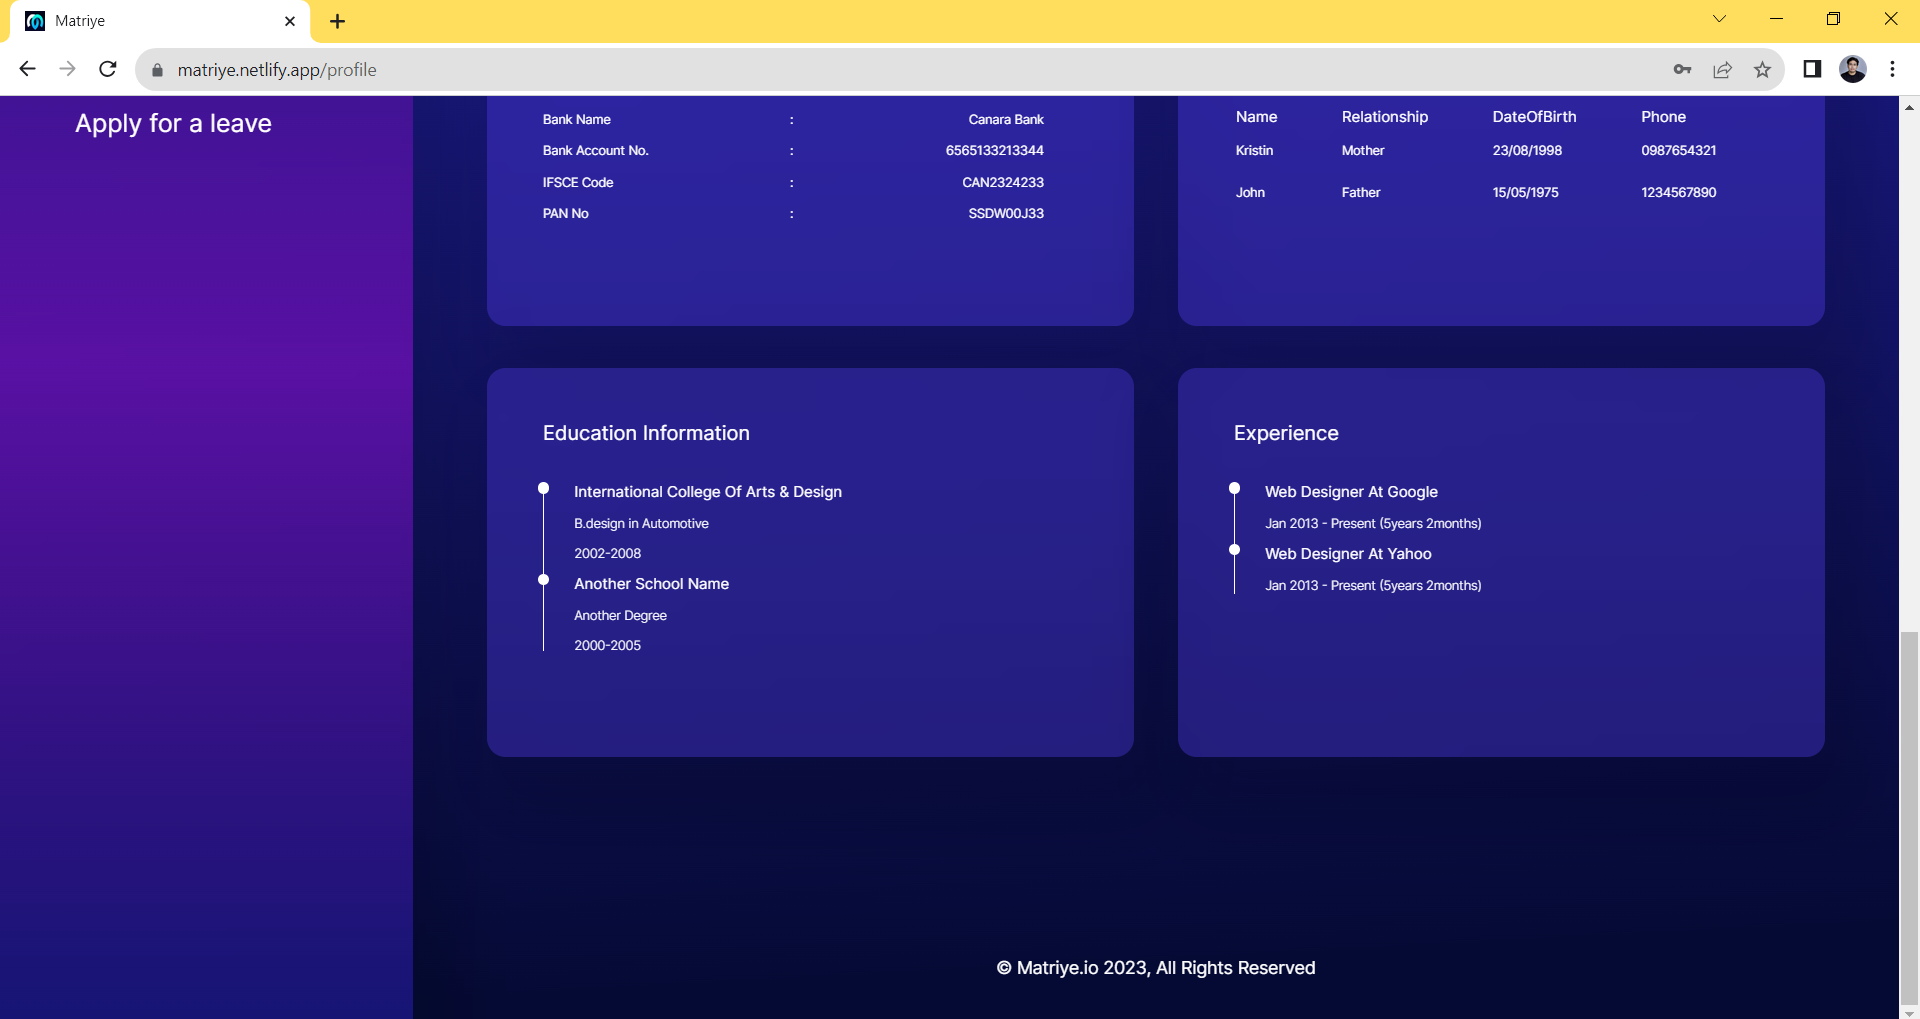 Matriye
matriye.netlify.app/profile
Apply for a leave
Bank Name : Canara Bank
Bank Account No. : 6565133213344
IFSCE Code : CAN2324233
PAN No : SSDW00J33
Name Relationship DateOfBirth Phone
Kristin Mother 23/08/1998 0987654321
John Father 15/05/1975 1234567890
Education Information
International College Of Arts & Design
B.design in Automotive
2002-2008
Another School Name
Another Degree
2000-2005
Experience
Web Designer At Google
Jan 2013 - Present (5years 2months)
Web Designer At Yahoo
Jan 2013 - Present (5years 2months)
© Matriye.io 2023, All Rights Reserved